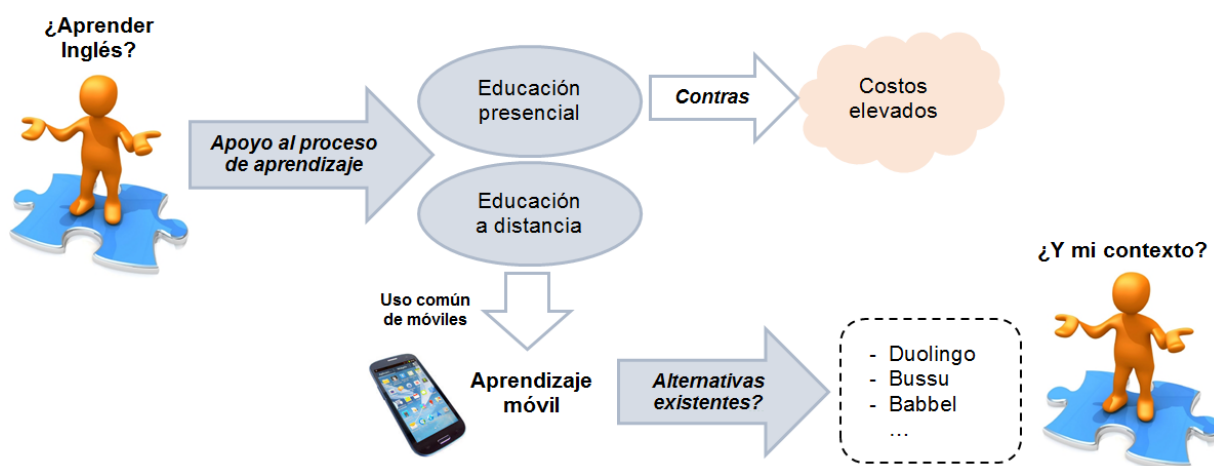 ¿Aprender
Inglés?
Apoyo al proceso
de aprendizaje
Educación
presencial
Contras
Costos
elevados
Educación
a distancia
Uso común
de móviles
Aprendizaje
móvil
Alternativas
existentes?
- Duolingo
- Bussu
- Babbel
...
¿Y mi contexto?